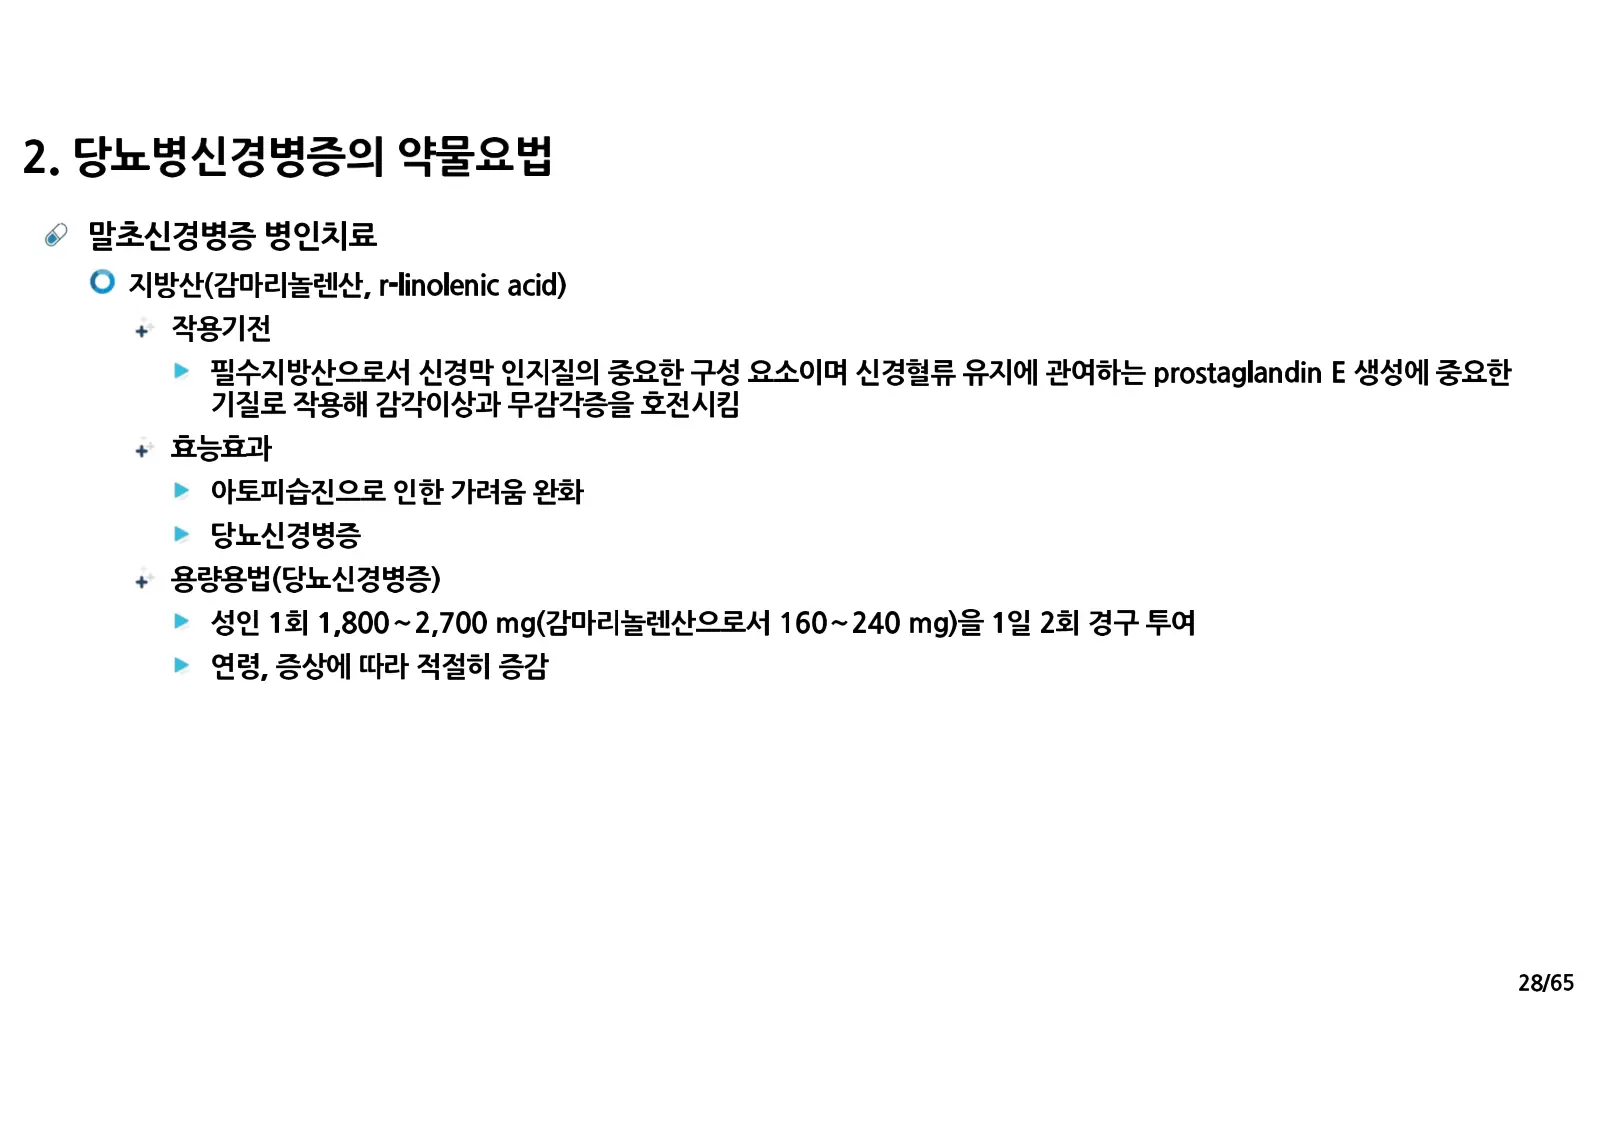 2. 당뇨병신경병증의 약물요법
말초신경병증 병인치료
지방산(감마리놀렌산, r-linolenic acid)
작용기전
필수지방산으로서 신경막 인지질의 중요한 구성 요소이며 신경혈류 유지에 관여하는 prostaglandin E 생성에 중요한
기질로 작용해 감각이상과 무감각증을 호전시킴
효능효과
아토피습진으로 인한 가려움 완화
당뇨신경병증
용량용법(당뇨신경병증)
성인 1회 1,800~2,700 mg(감마리놀렌산으로서 160~240 mg)을 1일 2회 경구 투여
연령, 증상에 따라 적절히 증감
28/65